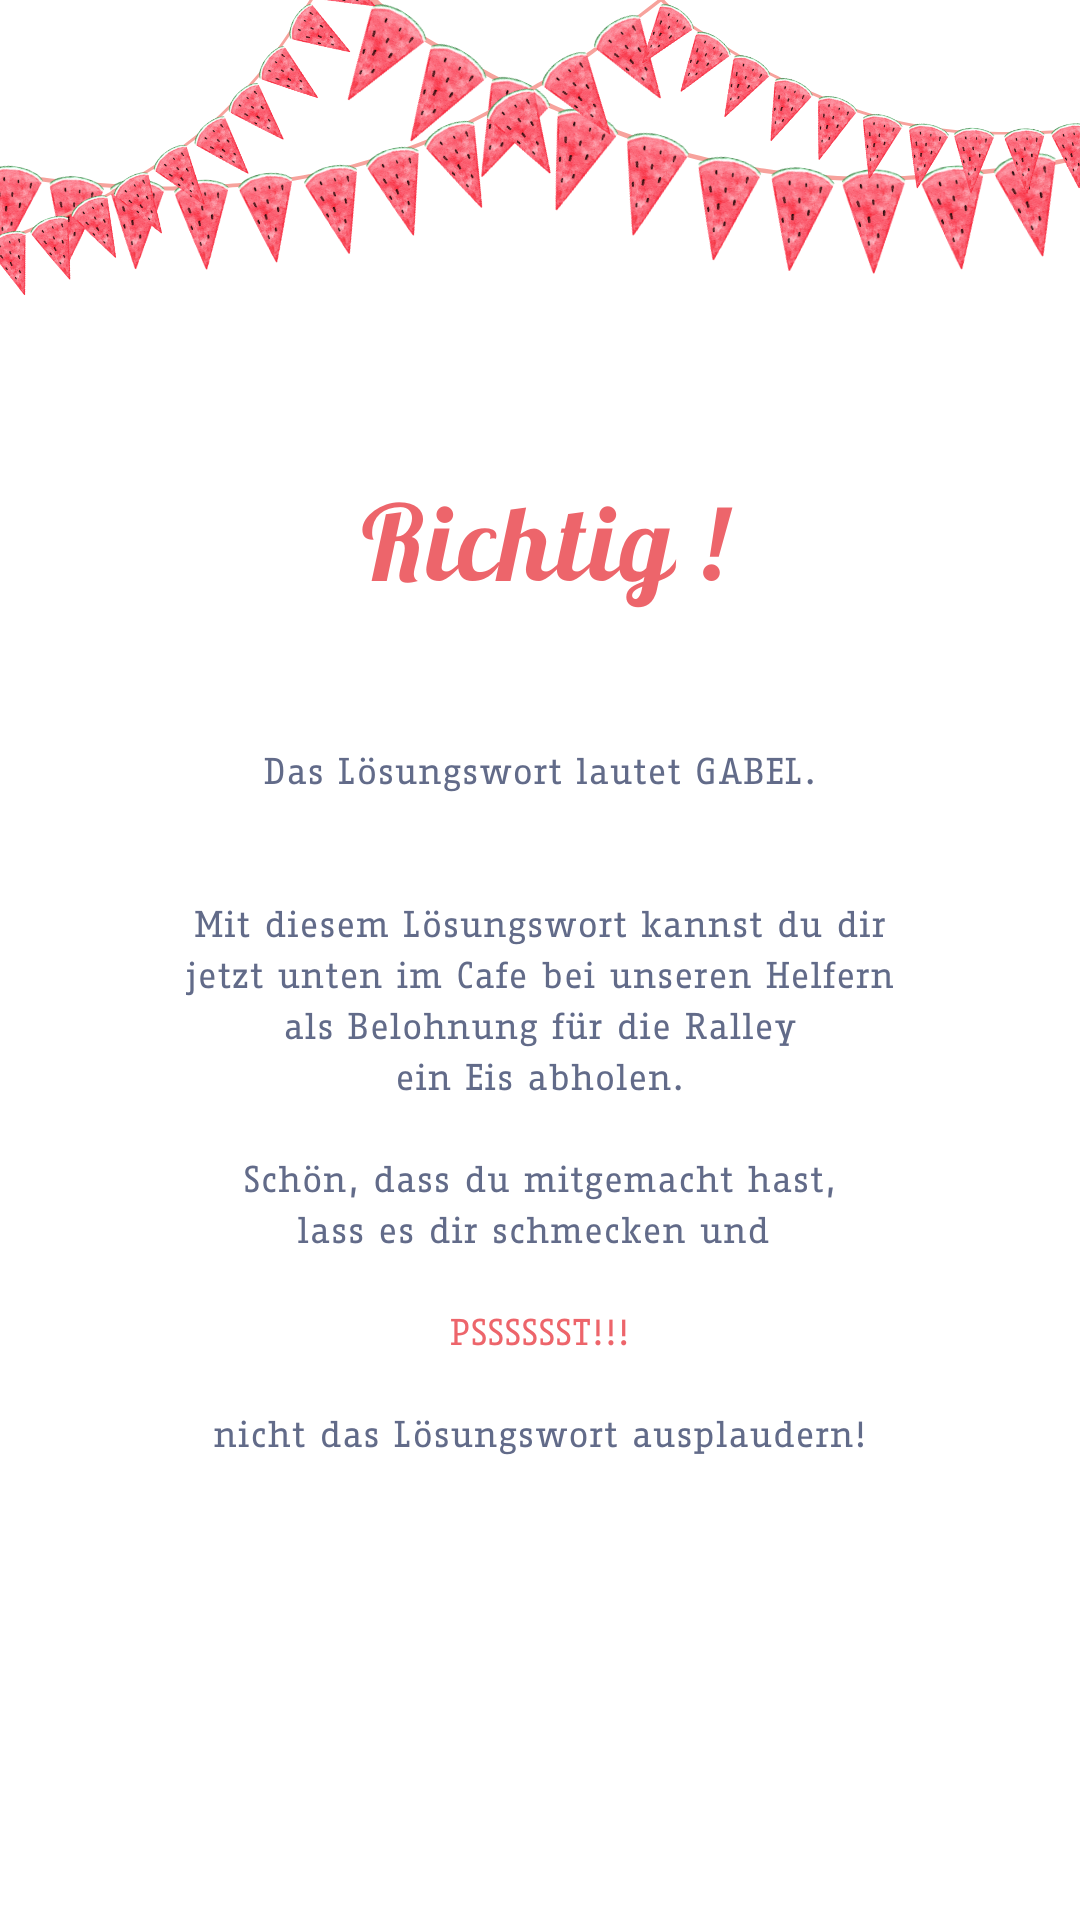 Richtig !
Das Lösungswort lautet GABEL.
Mit diesem Lösungswort kannst du dir
jetzt unten im Cafe bei unseren Helfern
als Belohnung für die Ralley
ein Eis abholen.
Schön, dass du mitgemacht hast,
lass es dir schmecken und
PSSSSSST!!!
nicht das Lösungswort ausplaudern!